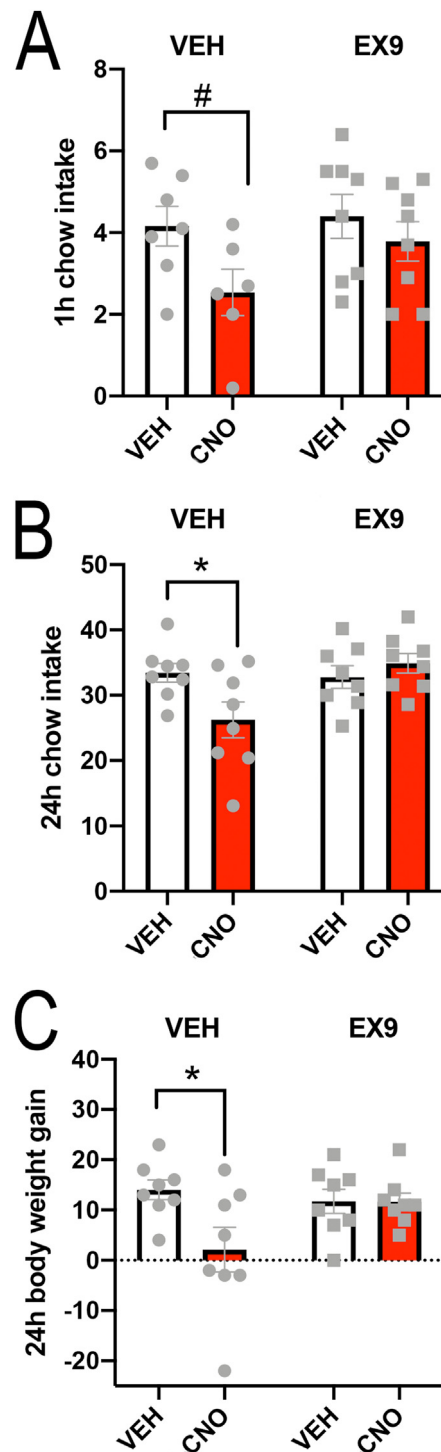 A
VEH EX9
#
1h chow intake
8
6
4
2
0
VEH CNO VEH CNO
B
VEH EX9
*
24h chow intake
50
40
30
20
10
0
VEH CNO VEH CNO
C
VEH EX9
*
24h body weight gain
40
30
20
10
0
-10
-20
VEH CNO VEH CNO